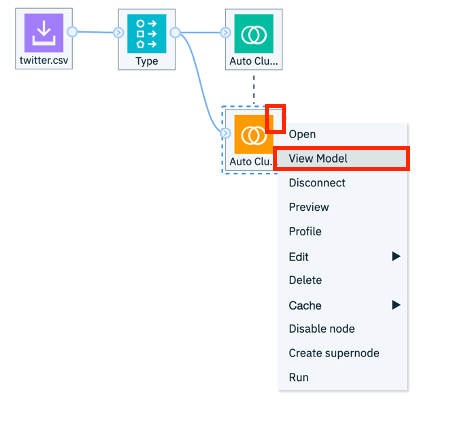 twitter.csv
Type
Auto Clu...
Auto Clu...
Open
View Model
Disconnect
Preview
Profile
Edit
Delete
Cache
Disable node
Create supernode
Run